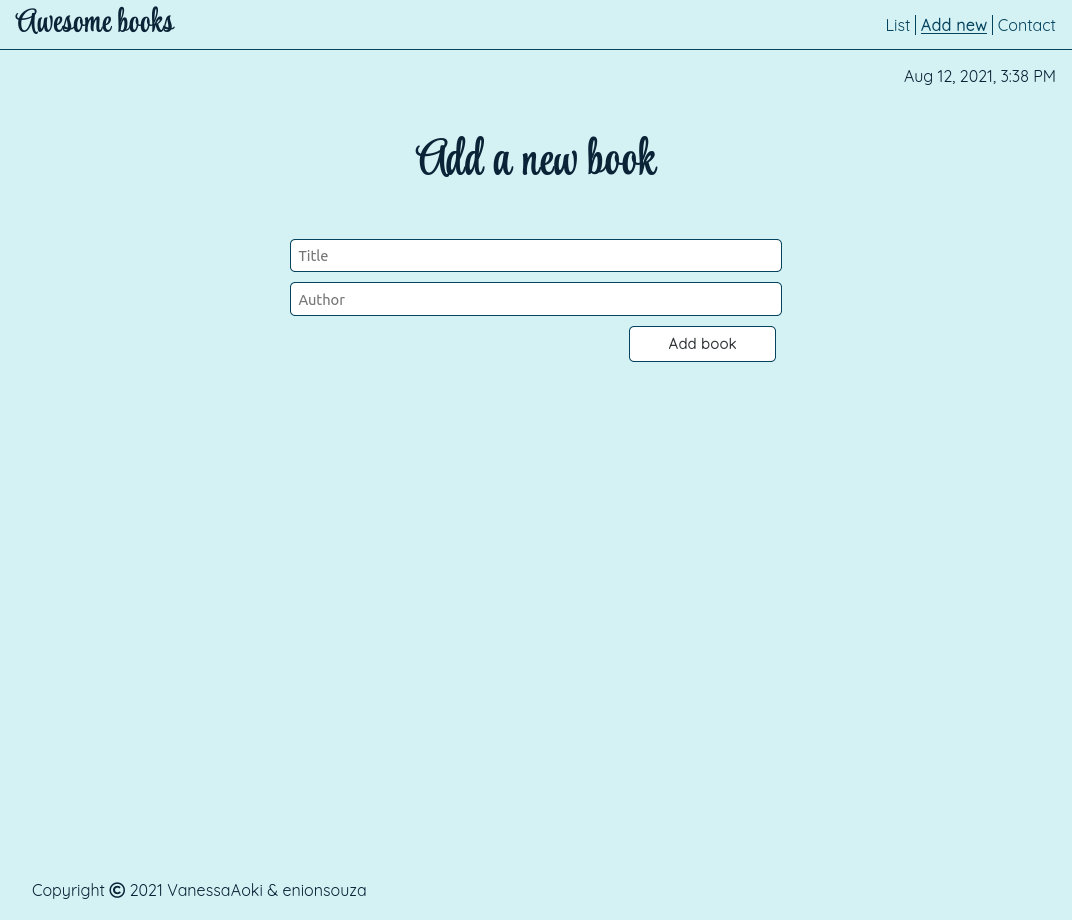 Awesome books
List | Add new | Contact
Aug 12, 2021, 3:38 PM
Add a new book
Title
Author
Add book
Copyright © 2021 VanessaAoki & enionsouza